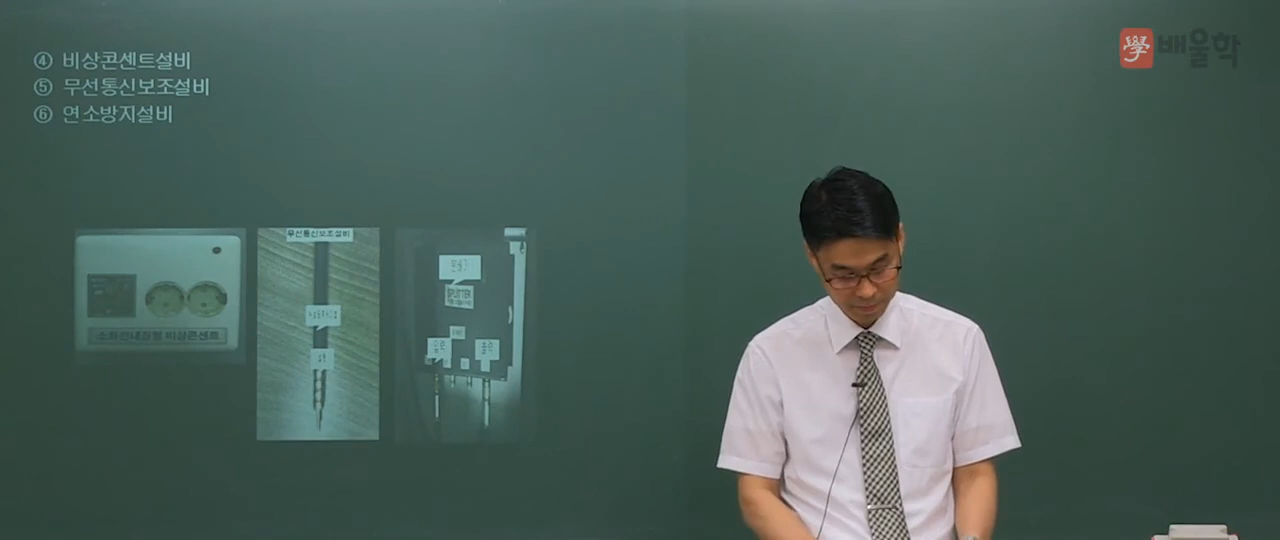 ④ 비상콘센트설비
⑤ 무선통신보조설비
⑥ 연소방지설비
學 배울학
소화전내장형 비상콘센트
무선통신보조설비
SPLITTER